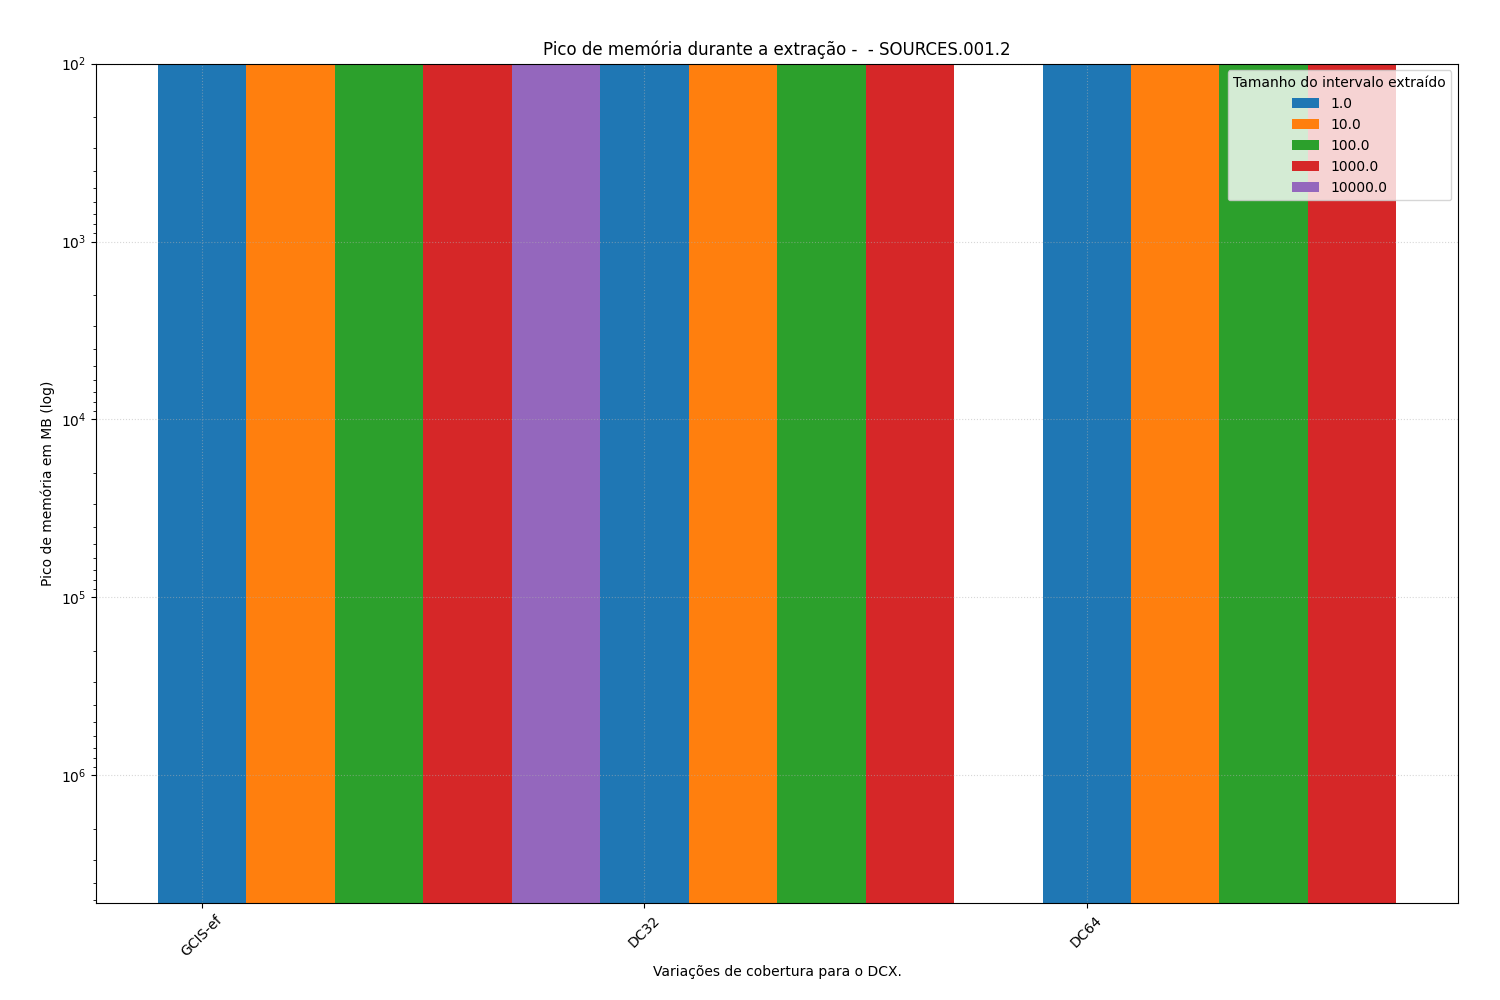 Pico de memória durante a extração -  - SOURCES.001.2
Tamanho do intervalo extraído
1.0
10.0
100.0
1000.0
10000.0
10²
10³
10⁴
10⁵
10⁶
Pico de memória em MB (log)
GCIS-ef
DC32
DC64
Variações de cobertura para o DCX.